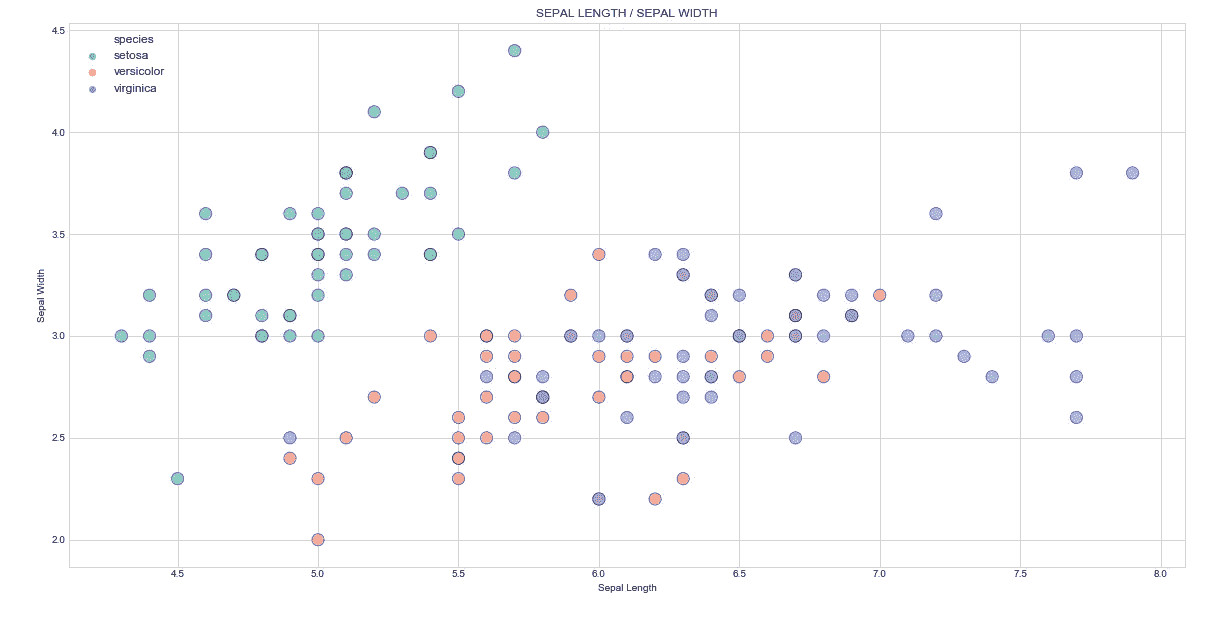 SEPAL LENGTH / SEPAL WIDTH
4.5
4.0
3.5
3.0
2.5
2.0
Sepal Width
species
setosa
versicolor
virginica
4.5 5.0 5.5 6.0 6.5 7.0 7.5 8.0
Sepal Length